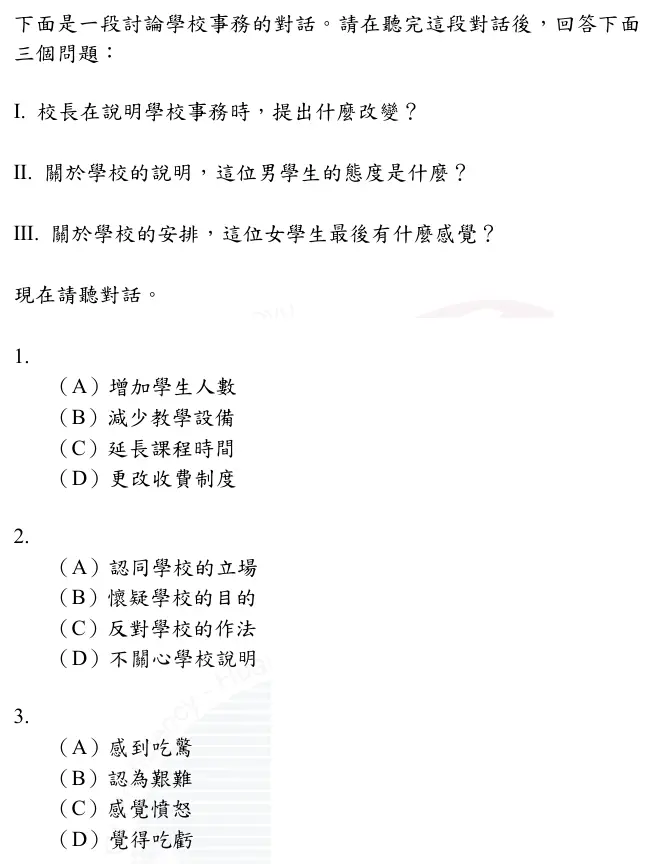 下面是一段討論學校事務的對話。請在聽完這段對話後，回答下面
三個問題：
I. 校長在說明學校事務時，提出什麼改變？
II. 關於學校的說明，這位男學生的態度是什麼？
III. 關於學校的安排，這位女學生最後有什麼感覺？
現在請聽對話。
1.
（A）增加學生人數
（B）減少教學設備
（C）延長課程時間
（D）更改收費制度
2.
（A）認同學校的立場
（B）懷疑學校的目的
（C）反對學校的作法
（D）不關心學校說明
3.
（A）感到吃驚
（B）認為艱難
（C）感覺憤怒
（D）覺得吃虧